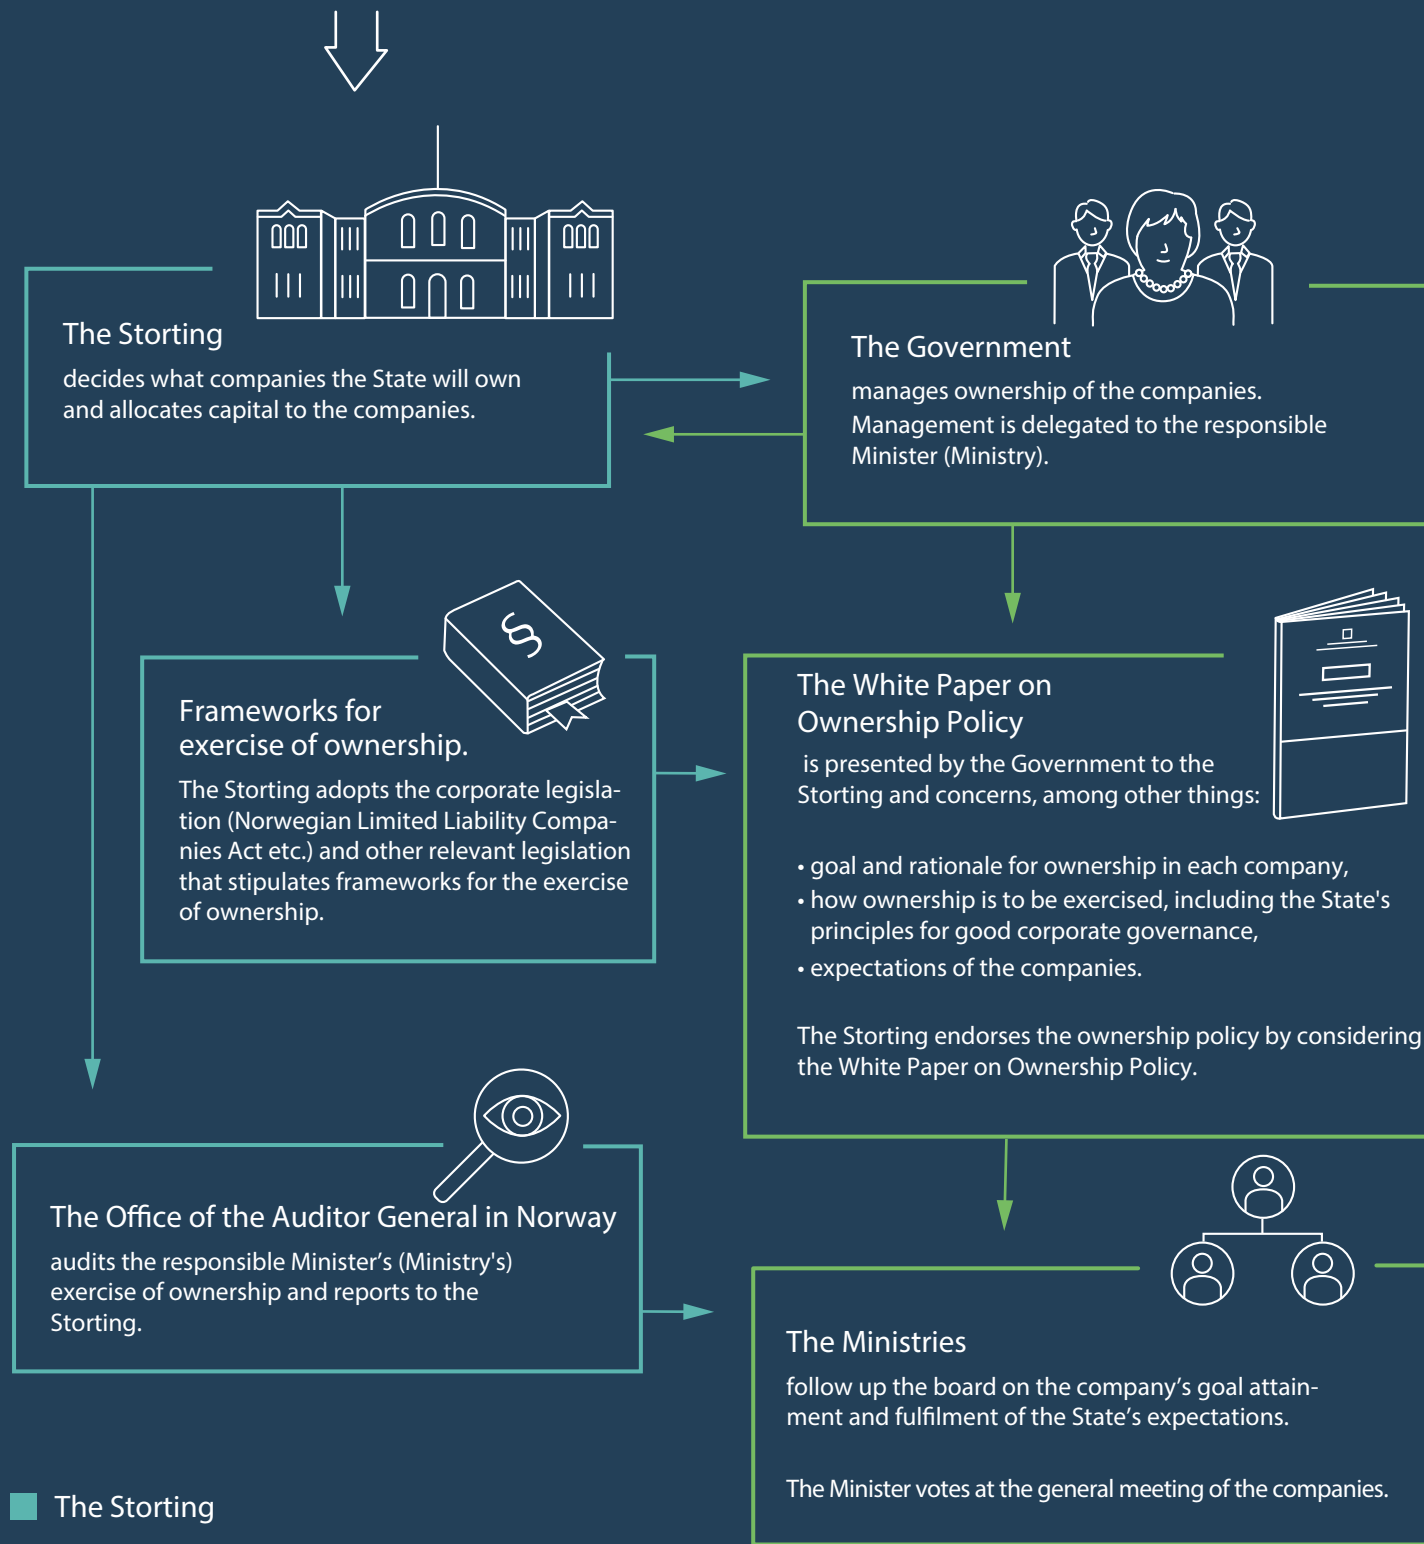 The Storting
decides what companies the State will own
and allocates capital to the companies.
The Government
manages ownership of the companies.
Management is delegated to the responsible
Minister (Ministry).
§
Frameworks for
exercise of ownership.
The Storting adopts the corporate legisla-
tion (Norwegian Limited Liability Compa-
nies Act etc.) and other relevant legislation
that stipulates frameworks for the exercise
of ownership.
The White Paper on
Ownership Policy
is presented by the Government to the
Storting and concerns, among other things:
• goal and rationale for ownership in each company,
• how ownership is to be exercised, including the State's
principles for good corporate governance,
• expectations of the companies.
The Storting endorses the ownership policy by considering
the White Paper on Ownership Policy.
The Office of the Auditor General in Norway
audits the responsible Minister’s (Ministry's)
exercise of ownership and reports to the
Storting.
The Ministries
follow up the board on the company’s goal attain-
ment and fulfilment of the State’s expectations.
The Minister votes at the general meeting of the companies.
The Storting